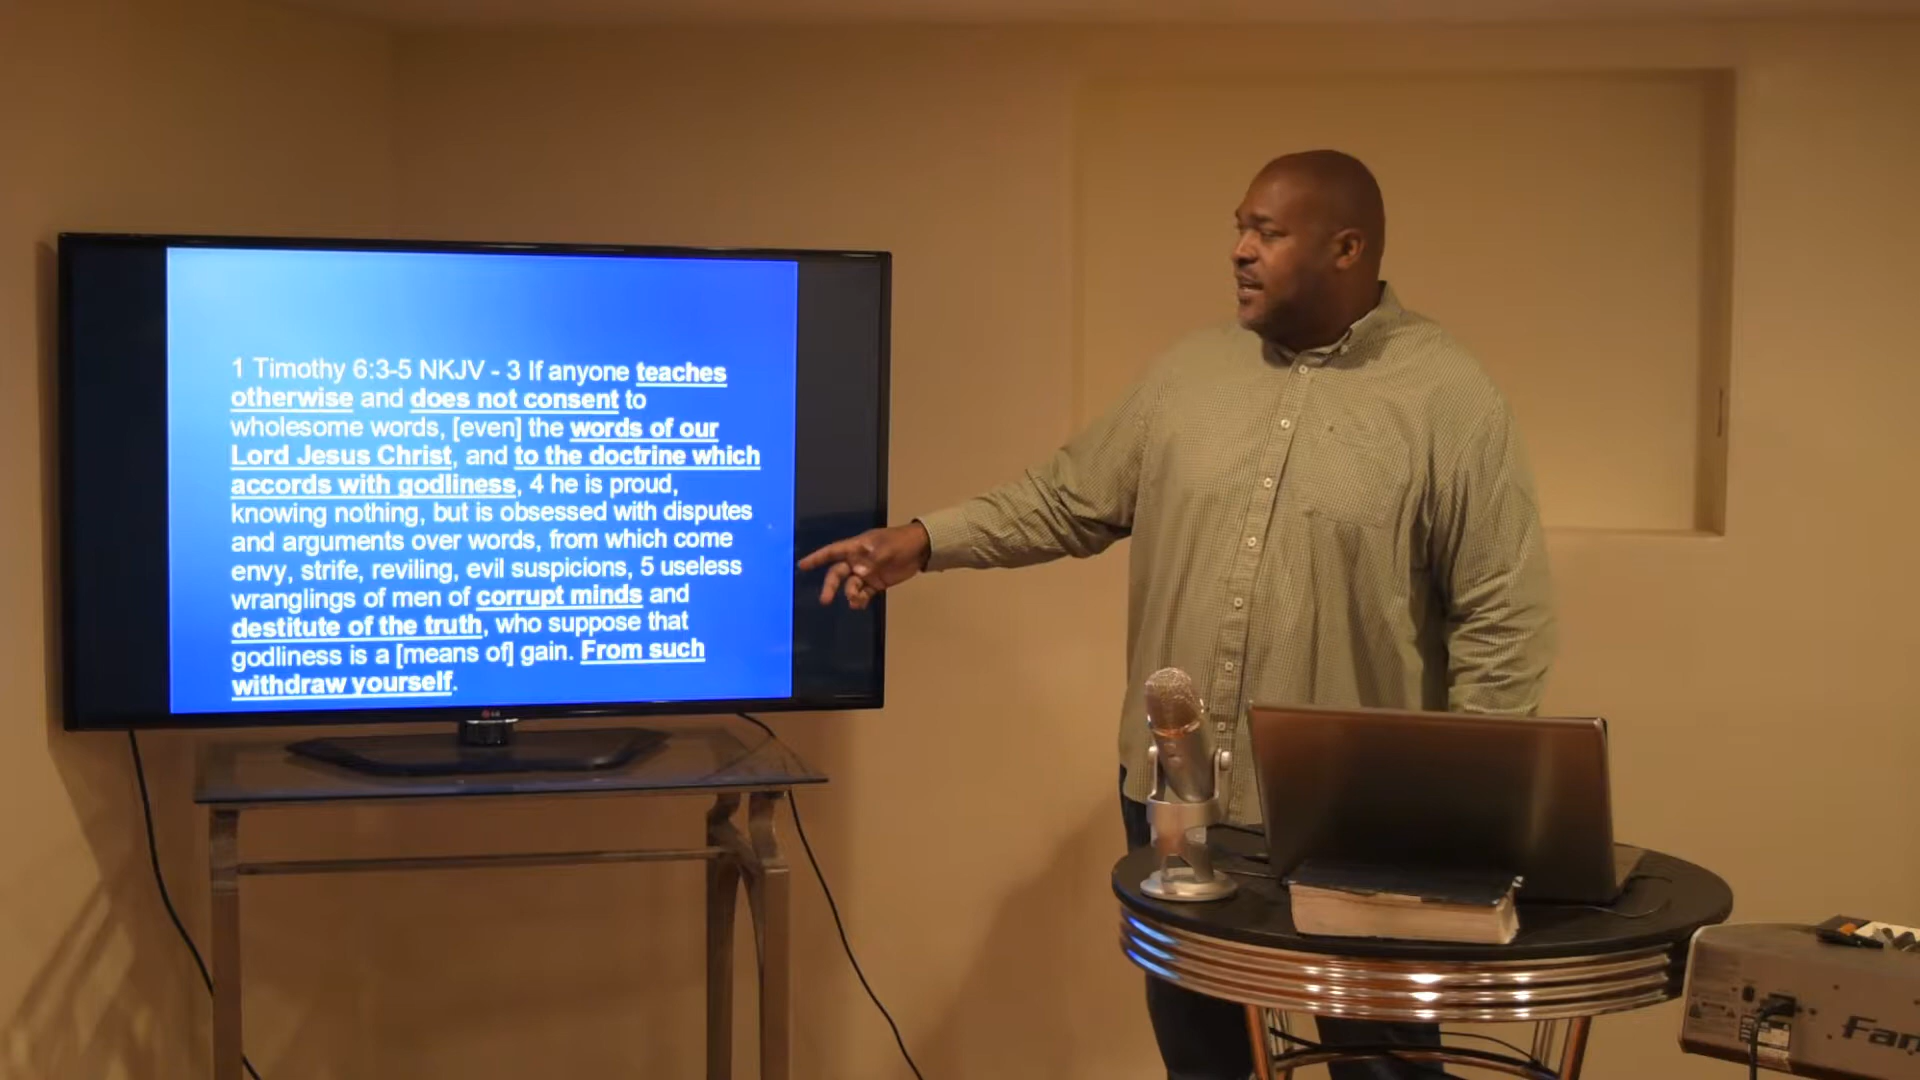 1 Timothy 6:3-5 NKJV - 3 If anyone teaches
otherwise and does not consent to
wholesome words, [even] the words of our
Lord Jesus Christ, and to the doctrine which
accords with godliness, 4 he is proud,
knowing nothing, but is obsessed with disputes
and arguments over words, from which come
envy, strife, reviling, evil suspicions, 5 useless
wranglings of men of corrupt minds and
destitute of the truth, who suppose that
godliness is a [means of] gain. From such
withdraw yourself.
LG